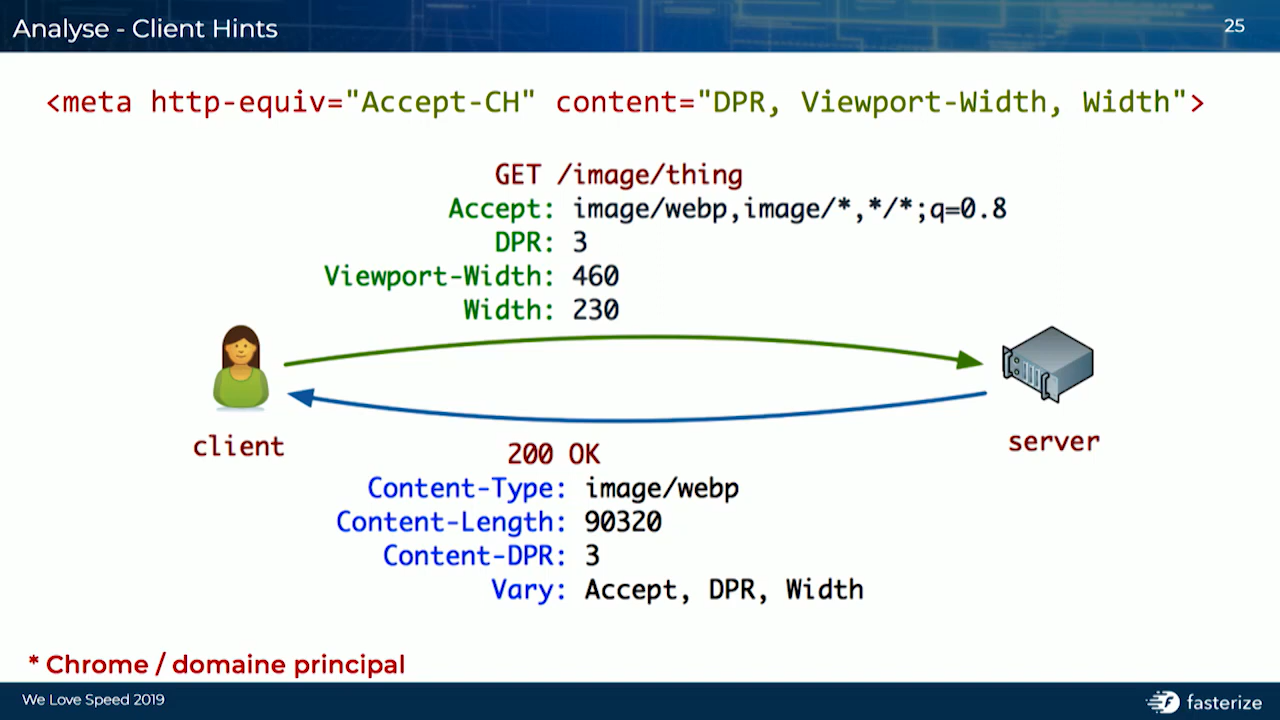 Analyse - Client Hints
25
<meta http-equiv="Accept-CH" content="DPR, Viewport-Width, Width">
GET /image/thing
Accept: image/webp,image/*,*/*;q=0.8
DPR: 3
Viewport-Width: 460
Width: 230
client
server
200 OK
Content-Type: image/webp
Content-Length: 90320
Content-DPR: 3
Vary: Accept, DPR, Width
* Chrome / domaine principal
We Love Speed 2019
fasterize